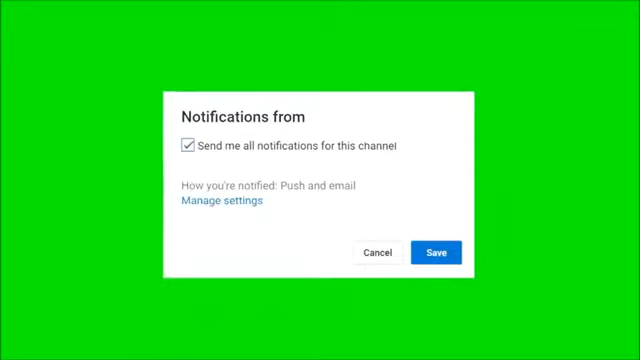 Notifications from
Send me all notifications for this channel
How you're notified: Push and email
Manage settings
Cancel Save